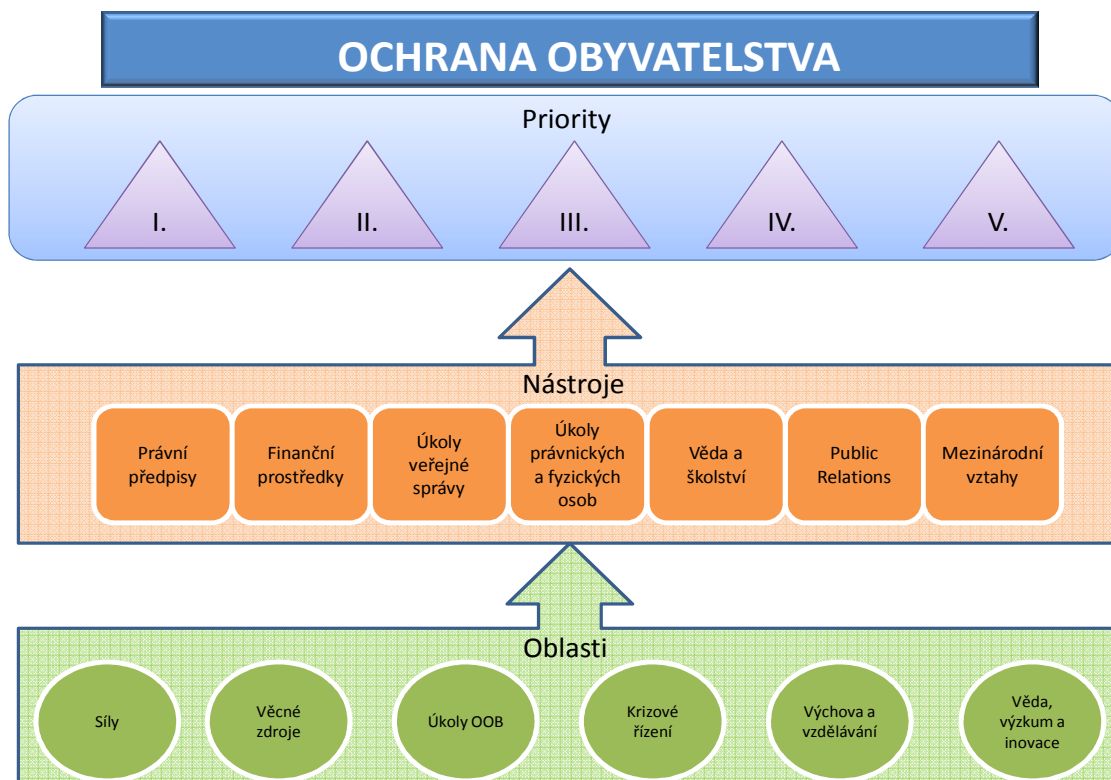 OCHRANA OBYVATELSTVA
Priority
I.
II.
III.
IV.
V.
Nástroje
Právní
předpisy
Finanční
prostředky
Úkoly
veřejné
správy
Úkoly
právnických
a fyzických
osob
Věda a
školství
Public
Relations
Mezinárodní
vztahy
Oblasti
Síly
Věcné
zdroje
Úkoly OOB
Krizové
řízení
Výchova a
vzdělávání
Věda,
výzkum a
inovace